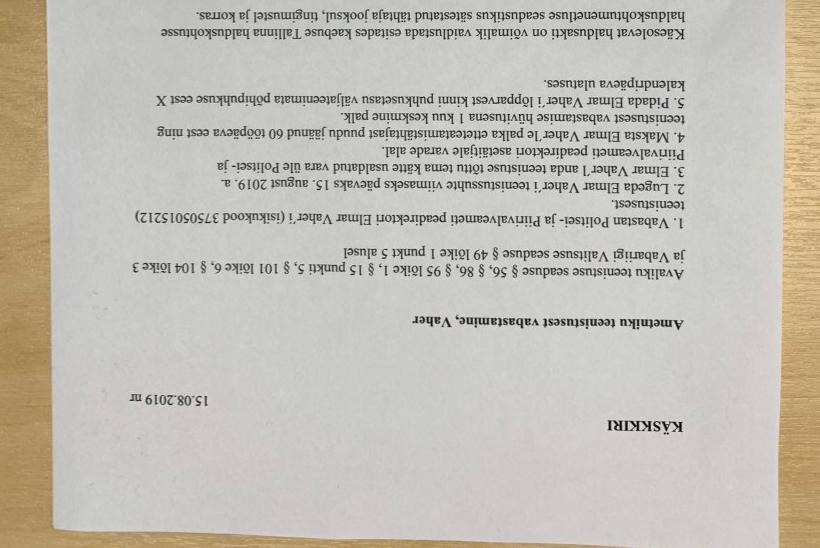 KÄSKKIRI
15.08.2019 nr
Ametniku teenistusest vabastamine, Vaher
Avaliku teenistuse seaduse § 56, § 86, § 95 lõike 1, § 15 punkti 5, § 101 lõike 6, § 104 lõike 3
ja Vabariigi Valitsuse seaduse § 49 lõike 1 punkt 5 alusel
1. Vabastan Politsei- ja Piirivalveameti peadirektori Elmar Vaher´i (isikukood 37505015212)
teenistusest.
2. Lugeda Elmar Vaher´i teenistussuhte viimaseks päevaks 15. august 2019. a.
3. Elmar Vaher´l anda teenistuse tõttu tema kätte usaldatud vara üle Politsei- ja
Piirivalveameti peadirektori asetäitjale varade alal.
4. Maksta Elmar Vaher´le palka etteteatamistähtajast puudu jäänud 60 tööpäeva eest ning
teenistusest vabastamise hüvitusena 1 kuu keskmine palk.
5. Pidada Elmar Vaher´i lõpparvest kinni puhkusetasu väljateenimata põhipuhkuse eest X
kalendripäeva ulatuses.
Käesolevat haldusakti on võimalik vaidlustada esitades kaebuse Tallinna halduskohtusse
halduskohtumenetluse seadustikus sätestatud tähtaja jooksul, tingimustel ja korras.